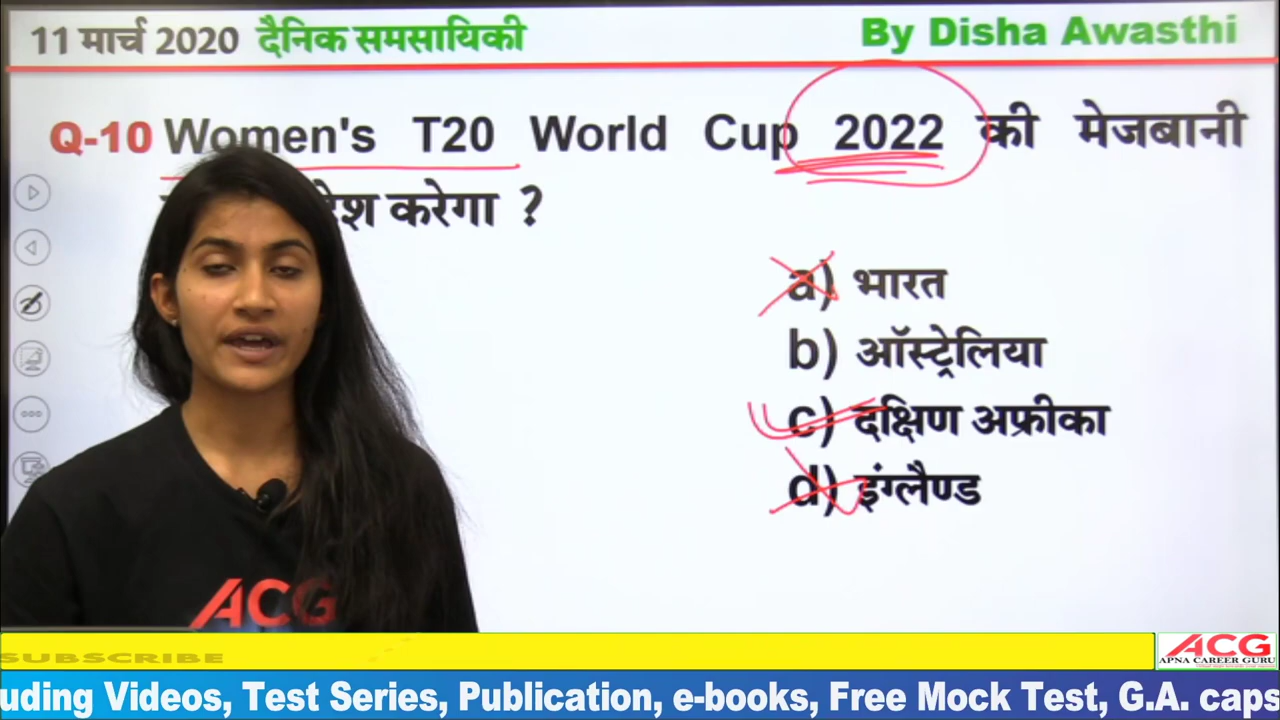 11 मार्च 2020 दैनिक समसायिकी
By Disha Awasthi
Q-10 Women's T20 World Cup 2022 की मेजबानी
करेगा ?
a) भारत
b) ऑस्ट्रेलिया
c) दक्षिण अफ्रीका
d) इंग्लैण्ड
ACG
SUBSCRIBE
ACG
APNA CAREER GURU
Videos, Test Series, Publication, e-books, Free Mock Test, G.A. caps